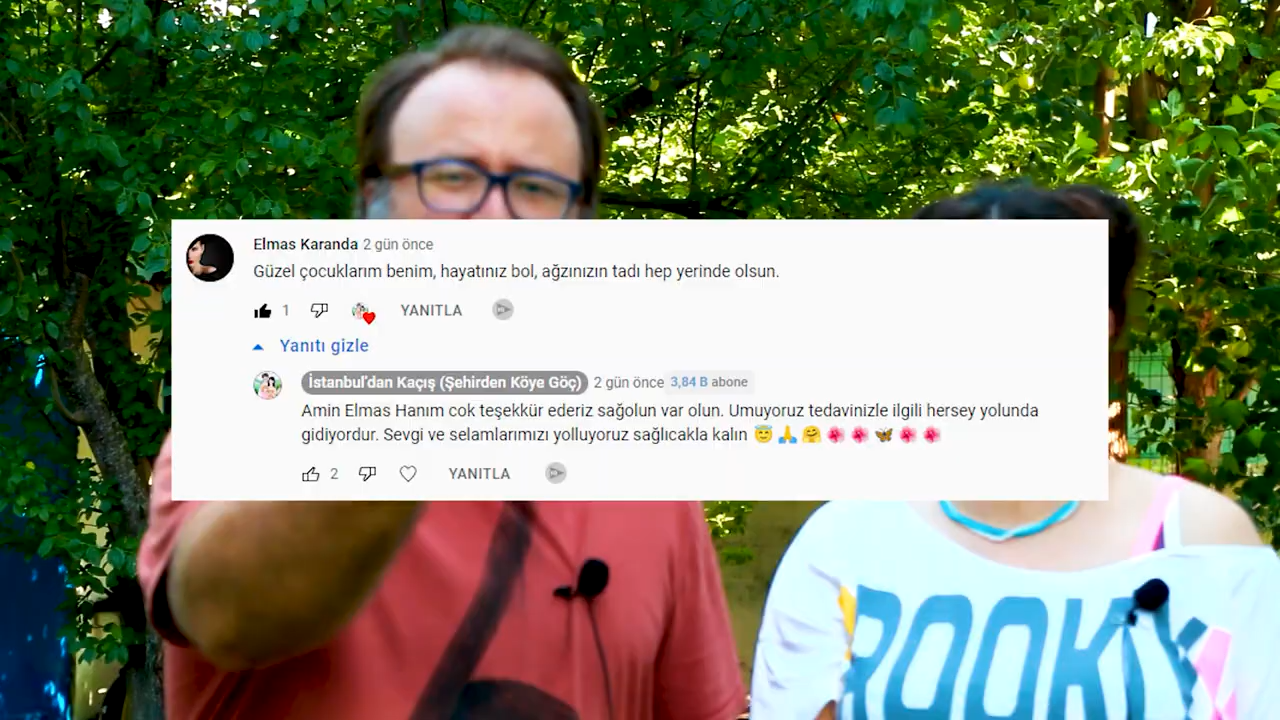 Elmas Karanda 2 gün önce
Güzel çocuklarım benim, hayatınız bol, ağzınızın tadı hep yerinde olsun.
1 YANITLA
Yanıtı gizle
İstanbul'dan Kaçış (Şehirden Köye Göç) 2 gün önce 3,84 B abone
Amin Elmas Hanım cok teşekkür ederiz sağolun var olun. Umuyoruz tedavinizle ilgili hersey yolunda
gidiyordur. Sevgi ve selamlarımızı yolluyoruz sağlıcakla kalın 😇🙏🤗🌺🌺🦋🌺🌺
2 YANITLA